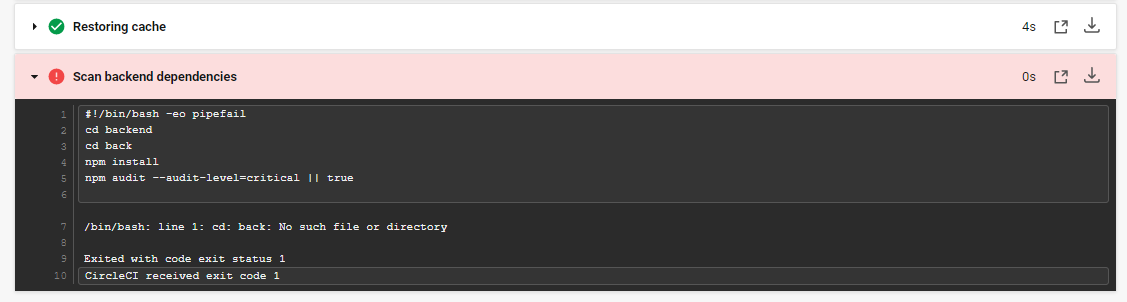 Restoring cache 4s
Scan backend dependencies 0s
1 #!/bin/bash -eo pipefail
2 cd backend
3 cd back
4 npm install
5 npm audit --audit-level=critical || true
6
7 /bin/bash: line 1: cd: back: No such file or directory
8
9 Exited with code exit status 1
10 CircleCI received exit code 1